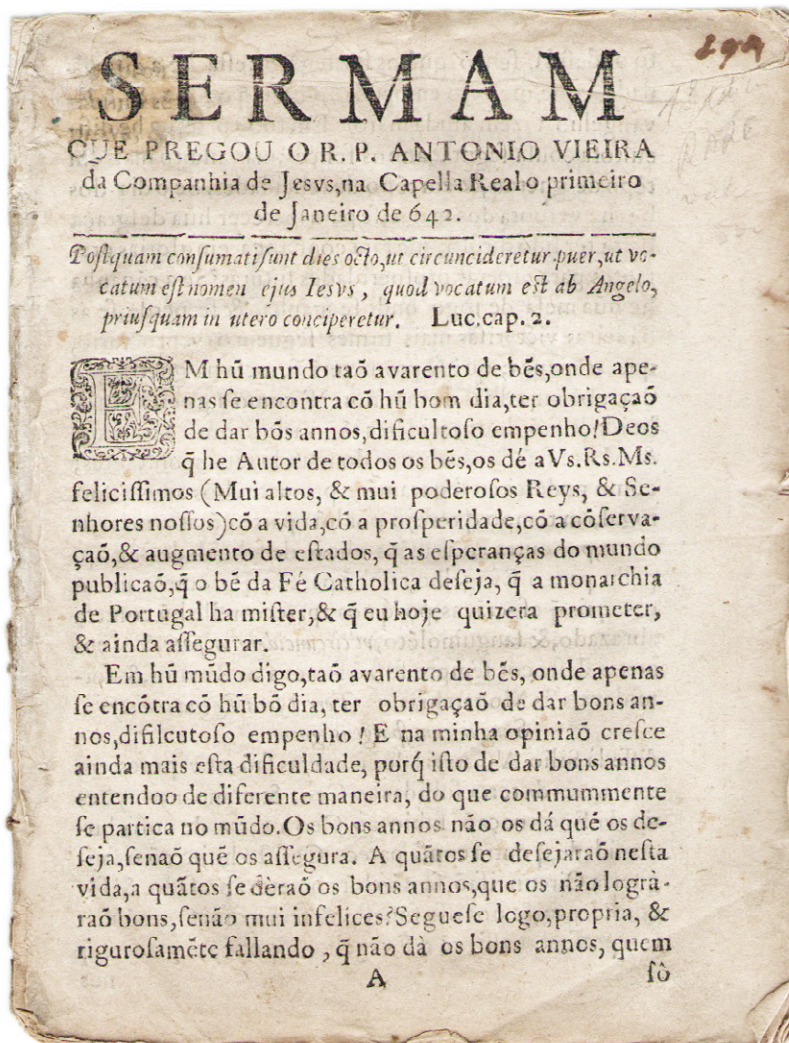 294
SERMAM
QUE PREGOU O R. P. ANTONIO VIEIRA
da Companhia de Jesvs,na Capella Real o primeiro
de Janeiro de 642.
Poſtquam conſumati ſunt dies octo,ut circuncideretur puer,ut vo-
catum eſt nomen ejus Iesvs, quod vocatum eſt ab Angelo,
priuſquam in utero conciperetur. Luc.cap. 2.
EM hũ mundo taõ avarento de bẽs,onde ape-
nas ſe encontra cõ hũ bom dia,ter obrigaçaõ
de dar bõs annos,dificultoſo empenho!Deos
q̃ he Autor de todos os bẽs,os dé a Vs.Rs.Ms.
feliciſſimos (Mui altos, & mui poderoſos Reys, & Se-
nhores noſſos)cõ a vida,cõ a proſperidade,cõ a cõſerva-
çaõ,& augmento de eſtados, q̃ as eſperanças do mundo
publicaõ,q̃ o bẽ da Fé Catholica deſeja, q̃ a monarchia
de Portugal ha miſter,& q̃ eu hoje quizera prometer,
& ainda aſſegurar.
Em hũ mũdo digo,taõ avarento de bẽs, onde apenas
ſe encõtra cõ hũ bõ dia, ter obrigaçaõ de dar bons an-
nos,difilcutoſo empenho! E na minha opiniaõ creſce
ainda mais eſta dificuldade, porq̃ iſto de dar bons annos
entendoo de diferente maneira, do que commummente
ſe partica no mũdo.Os bons annos não os dá quẽ os de-
ſeja,ſenaõ quẽ os aſſegura. A quãtos ſe deſejaraõ neſta
vida,a quãtos ſe dèraõ os bons annos,que os não lográ-
raõ bons,ſenão mui infelices?Segueſe logo,propria, &
riguroſamẽte fallando, q̃ não dà os bons annos, quem
A
ſò